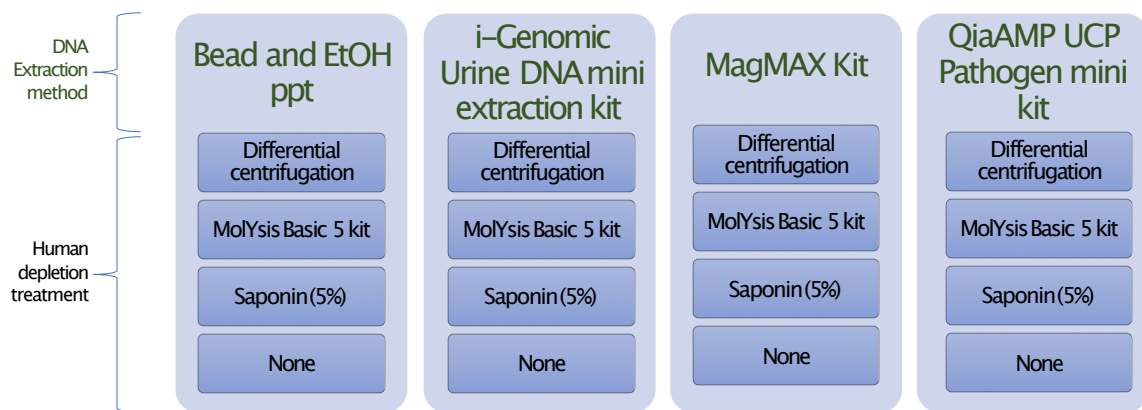 DNA
Extraction
method
Bead and EtOH
ppt
i-Genomic
Urine DNA mini
extraction kit
MagMAX Kit
QiaAMP UCP
Pathogen mini
kit
Human
depletion
treatment
Differential
centrifugation
MolYsis Basic 5 kit
Saponin (5%)
None
Differential
centrifugation
MolYsis Basic 5 kit
Saponin (5%)
None
Differential
centrifugation
MolYsis Basic 5 kit
Saponin (5%)
None
Differential
centrifugation
MolYsis Basic 5 kit
Saponin (5%)
None